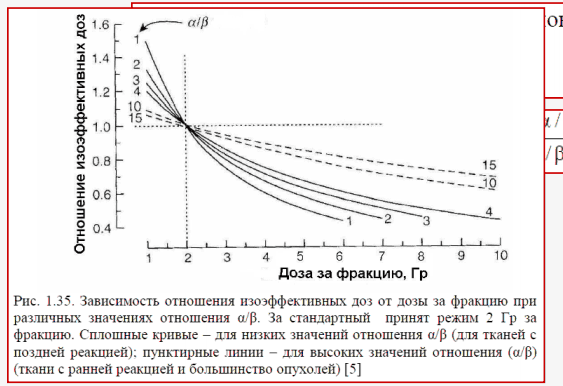 Отношение изоэффективных доз
1.6
1.4
1.2
1.0
0.8
0.6
0.4
α/β
1
2
3
4
10
15
15
10
4
3
2
1
1 2 3 4 5 6 7 8 9 10
Доза за фракцию, Гр
Рис. 1.35. Зависимость отношения изоэффективных доз от дозы за фракцию при
различных значениях отношения α/β. За стандартный принят режим 2 Гр за
фракцию. Сплошные кривые – для низких значений отношения α/β (для тканей с
поздней реакцией); пунктирные линии – для высоких значений отношения (α/β)
(ткани с ранней реакцией и большинство опухолей) [5]
/β